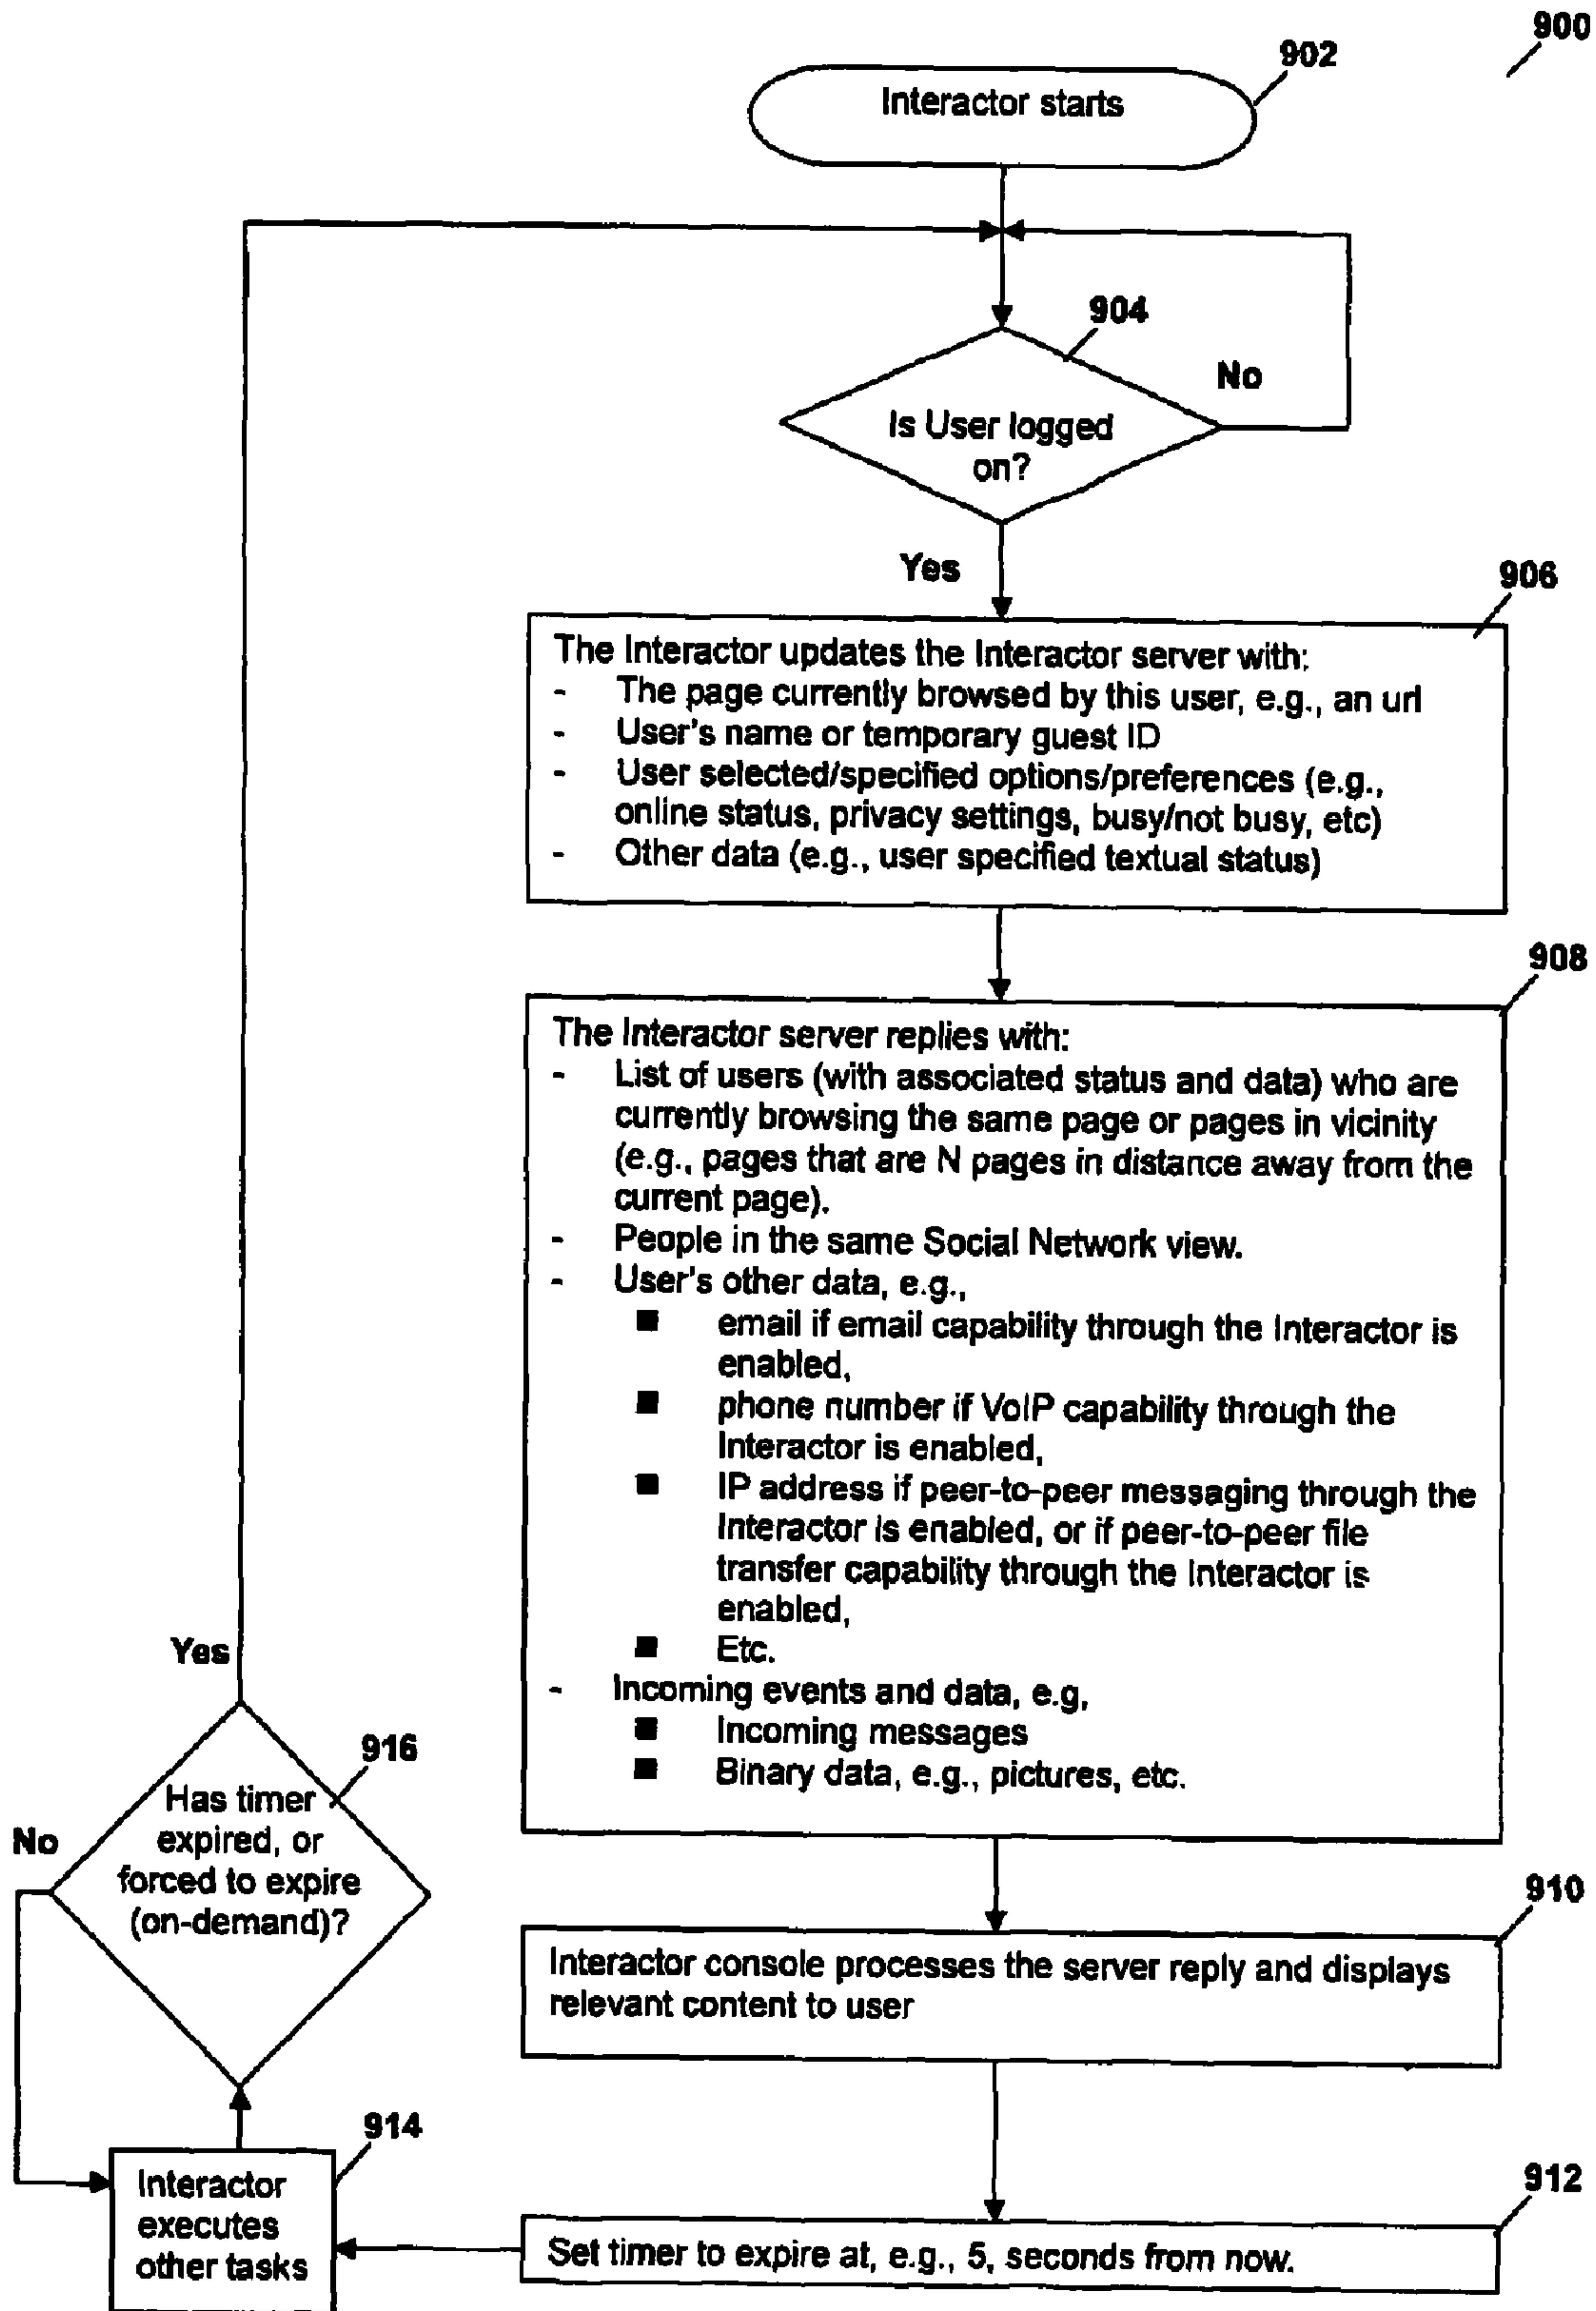 900
902
Interactor starts
904
No
Is User logged
on?
Yes
906
The Interactor updates the Interactor server with:
- The page currently browsed by this user, e.g., an url
- User's name or temporary guest ID
- User selected/specified options/preferences (e.g.,
online status, privacy settings, busy/not busy, etc)
- Other data (e.g., user specified textual status)
908
The Interactor server replies with:
- List of users (with associated status and data) who are
currently browsing the same page or pages in vicinity
(e.g., pages that are N pages in distance away from the
current page).
- People in the same Social Network view.
- User's other data, e.g.,
■ email if email capability through the Interactor is
enabled,
■ phone number if VoIP capability through the
Interactor is enabled,
■ IP address if peer-to-peer messaging through the
Interactor is enabled, or if peer-to-peer file
transfer capability through the Interactor is
enabled,
■ Etc.
- Incoming events and data, e.g,
■ Incoming messages
■ Binary data, e.g., pictures, etc.
910
Interactor console processes the server reply and displays
relevant content to user
912
Set timer to expire at, e.g., 5, seconds from now.
914
Interactor
executes
other tasks
916
Has timer
expired, or
forced to expire
(on-demand)?
Yes
No